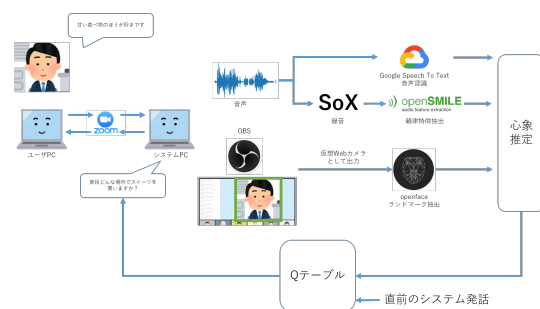 甘い食べ物のほうが好きです
Google Speech To Text
音声認識
音声
SoX
録音
openSMILE
audio feature extraction
韻律特徴抽出
心象
推定
zoom
ユーザPC
システムPC
OBS
仮想Webカメラ
として出力
普段どんな場所でスイーツを
買いますか?
openface
ランドマーク抽出
Qテーブル
直前のシステム発話